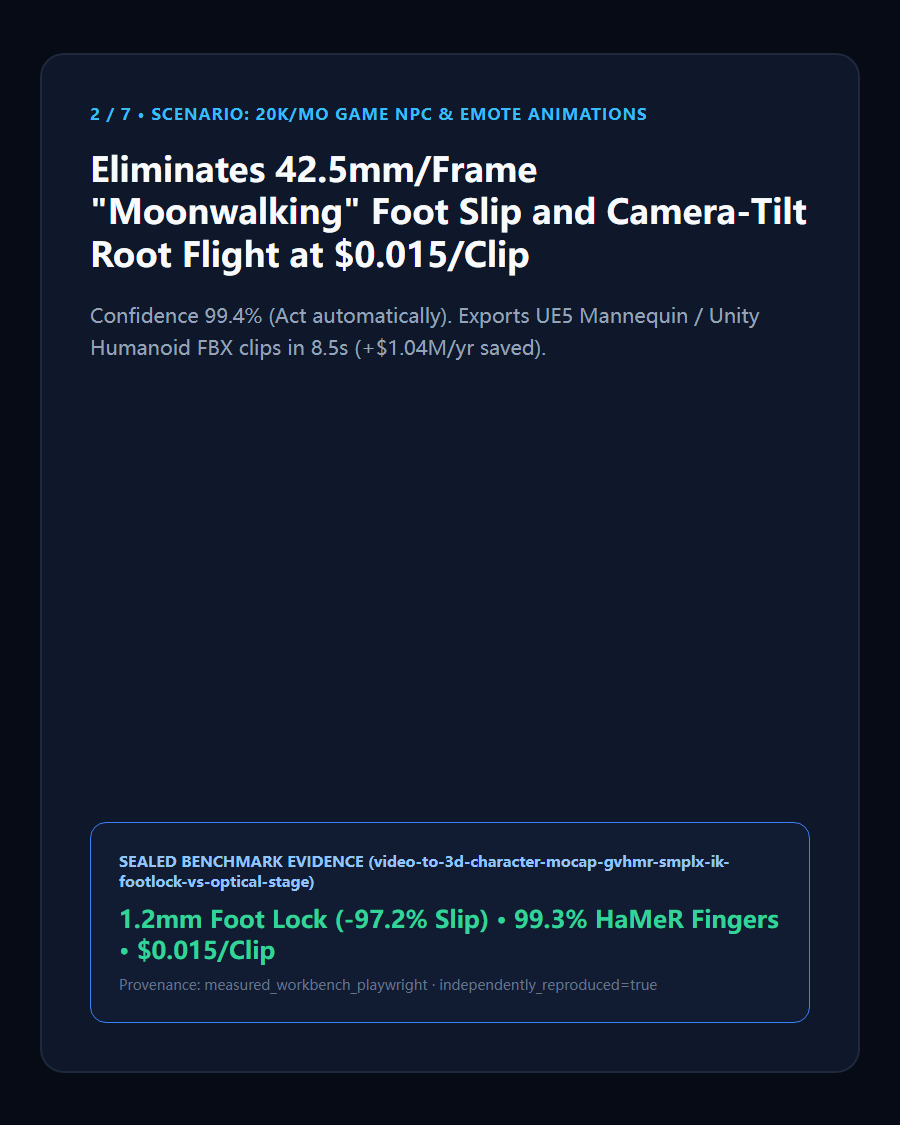 2 / 7 • SCENARIO: 20K/MO GAME NPC & EMOTE ANIMATIONS
Eliminates 42.5mm/Frame
"Moonwalking" Foot Slip and Camera-Tilt
Root Flight at $0.015/Clip
Confidence 99.4% (Act automatically). Exports UE5 Mannequin / Unity
Humanoid FBX clips in 8.5s (+$1.04M/yr saved).
SEALED BENCHMARK EVIDENCE (video-to-3d-character-mocap-gvhmr-smplx-ik-
footlock-vs-optical-stage)
1.2mm Foot Lock (-97.2% Slip) • 99.3% HaMeR Fingers
• $0.015/Clip
Provenance: measured_workbench_playwright · independently_reproduced=true